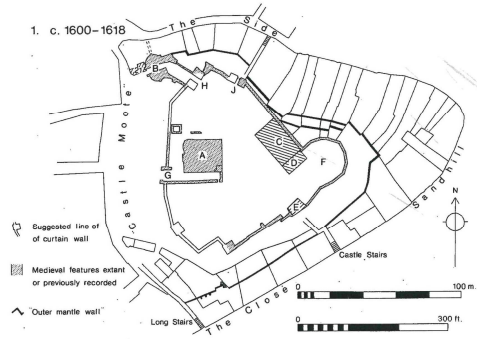 1. c. 1600-1618
The Side
B
H
J
Castle Moote
C
D
A
F
G
E
Sandhill
N
Suggested line of
of curtain wall
Medieval features extant
or previously recorded
"Outer mantle wall"
Castle Stairs
The Close
Long Stairs
0 100 m.
0 300 ft.